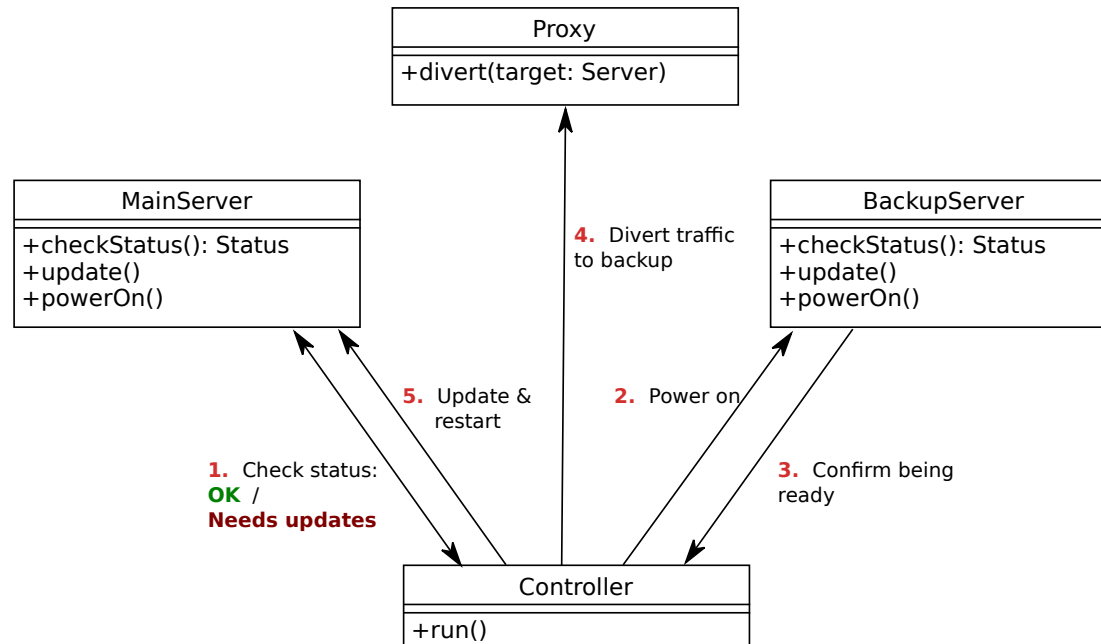 Proxy
+divert(target: Server)
MainServer
+checkStatus(): Status
+update()
+powerOn()
BackupServer
+checkStatus(): Status
+update()
+powerOn()
4. Divert traffic
to backup
5. Update &
restart
2. Power on
1. Check status:
OK /
Needs updates
3. Confirm being
ready
Controller
+run()